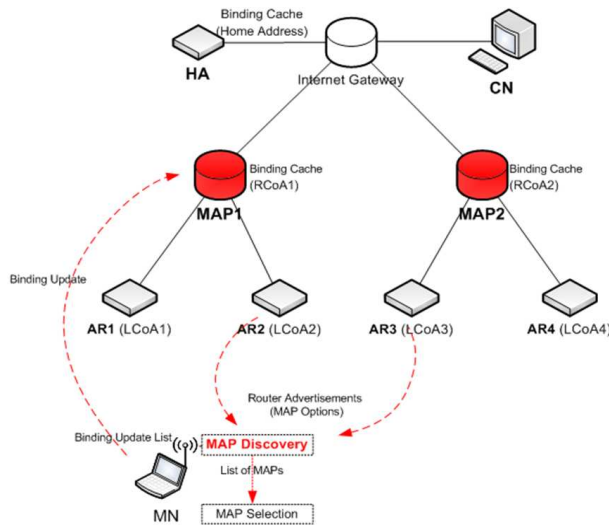 Binding Cache
(Home Address)
HA
Internet Gateway
CN
Binding Cache
(RCoA1)
MAP1
Binding Cache
(RCoA2)
MAP2
Binding Update
AR1 (LCoA1)
AR2 (LCoA2)
AR3 (LCoA3)
AR4 (LCoA4)
Router Advertisements
(MAP Options)
Binding Update List
MAP Discovery
List of MAPs
MN
MAP Selection